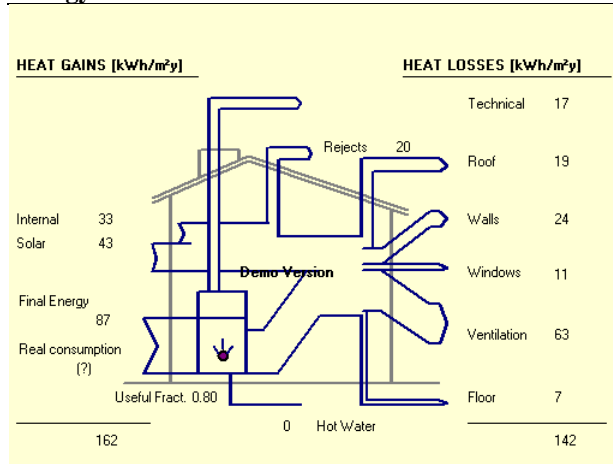 HEAT GAINS [kWh/m²y] HEAT LOSSES [kWh/m²y]
Technical 17
Rejects 20
Roof 19
Internal 33
Walls 24
Solar 43
Demo Version
Windows 11
Final Energy
87
Ventilation 63
Real consumption
(?)
Useful Fract. 0.80
Floor 7
0 Hot Water
162 142